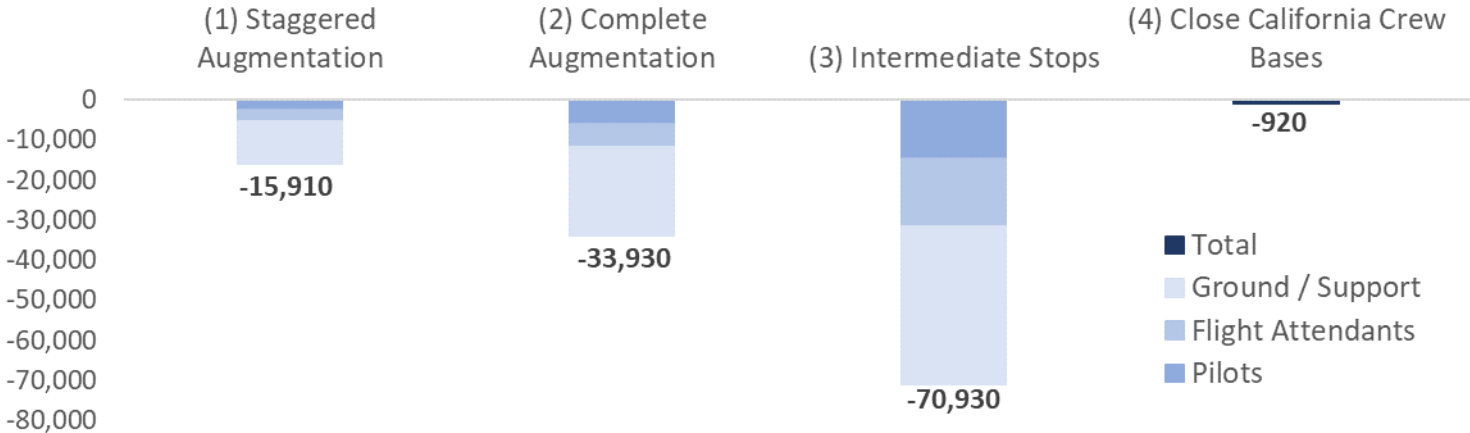 (1) Staggered
Augmentation
(2) Complete
Augmentation
(3) Intermediate Stops
(4) Close California Crew
Bases
0
-10,000
-20,000
-30,000
-40,000
-50,000
-60,000
-70,000
-80,000
-15,910
-33,930
-70,930
-920
Total
Ground / Support
Flight Attendants
Pilots